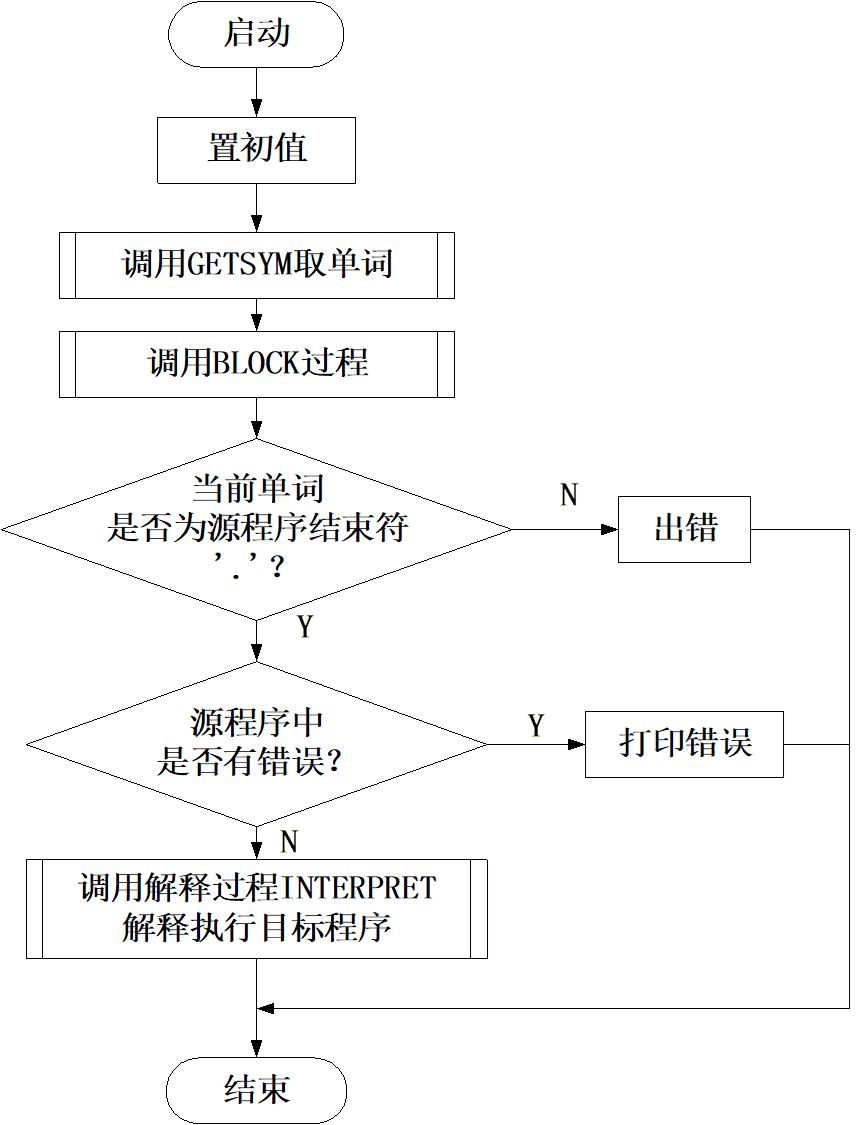 启动
置初值
调用GETSYM取单词
调用BLOCK过程
当前单词
是否为源程序结束符
'.'?
N
出错
Y
源程序中
是否有错误?
Y
打印错误
N
调用解释过程INTERPRET
解释执行目标程序
结束